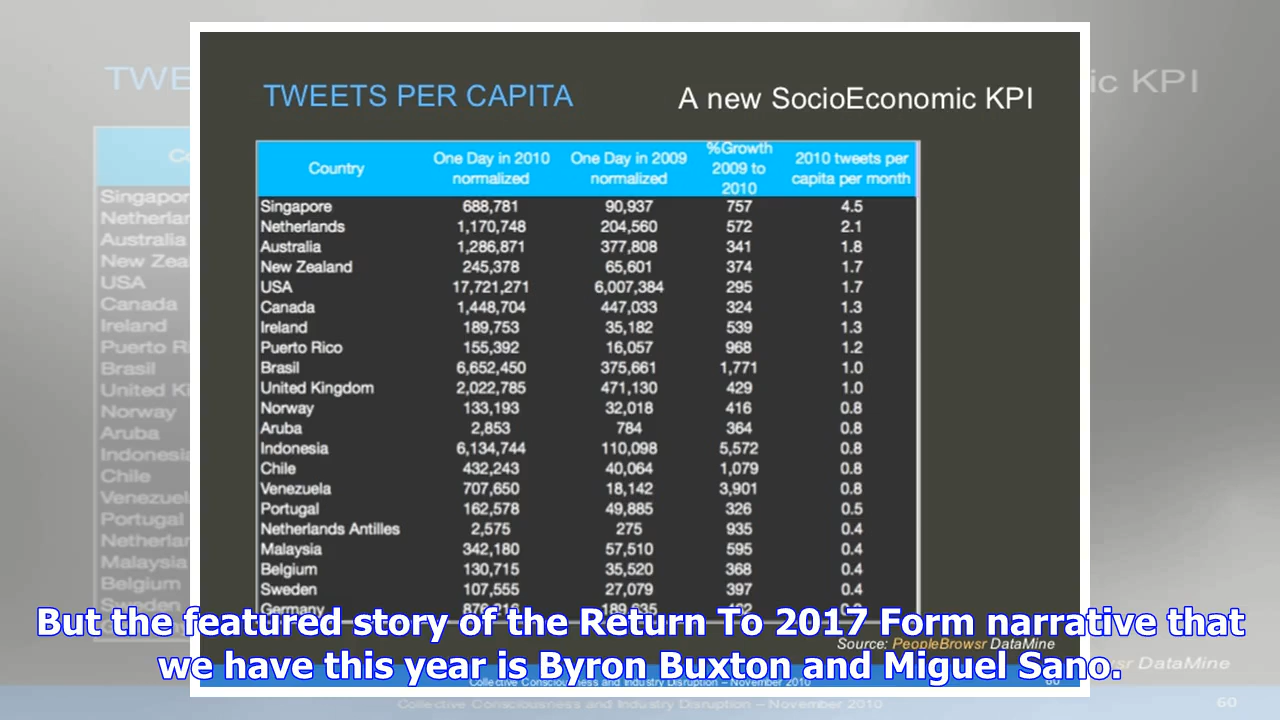 TWEETS PER CAPITA A new SocioEconomic KPI
Country One Day in 2010 normalized One Day in 2009 normalized %Growth 2009 to 2010 2010 tweets per capita per month
Singapore 688,781 90,937 757 4.5
Netherlands 1,170,748 204,560 572 2.1
Australia 1,286,871 377,808 341 1.8
New Zealand 245,378 65,601 374 1.7
USA 17,721,271 6,007,384 295 1.7
Canada 1,448,704 447,033 324 1.3
Ireland 189,753 35,182 539 1.3
Puerto Rico 155,392 16,057 968 1.2
Brasil 6,652,450 375,661 1,771 1.0
United Kingdom 2,022,785 471,130 429 1.0
Norway 133,193 32,018 416 0.8
Aruba 2,853 784 364 0.8
Indonesia 6,134,744 110,098 5,572 0.8
Chile 432,243 40,064 1,079 0.8
Venezuela 707,650 18,142 3,901 0.8
Portugal 162,578 49,885 326 0.5
Netherlands Antilles 2,575 275 935 0.4
Malaysia 342,180 57,510 595 0.4
Belgium 130,715 35,520 368 0.4
Sweden 107,555 27,079 397 0.4
Germany
But the featured story of the Return To 2017 Form narrative that
Source: PeopleBrowsr DataMine
we have this year is Byron Buxton and Miguel Sano.
Collective Consciousness and Industry Disruption – November 2010 60